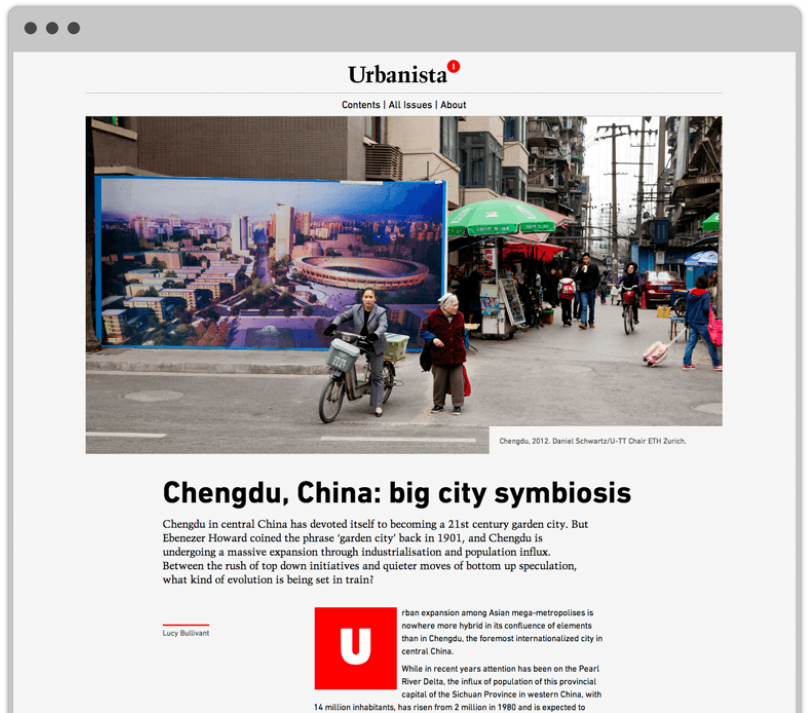 Urbanista
1
Contents | All Issues | About
Chengdu, 2012. Daniel Schwartz/U-TT Chair ETH Zurich.
Chengdu, China: big city symbiosis
Chengdu in central China has devoted itself to becoming a 21st century garden city. But
Ebenezer Howard coined the phrase ‘garden city’ back in 1901, and Chengdu is
undergoing a massive expansion through industrialisation and population influx.
Between the rush of top down initiatives and quieter moves of bottom up speculation,
what kind of evolution is being set in train?
Lucy Bullivant
U
rban expansion among Asian mega-metropolises is
nowhere more hybrid in its confluence of elements
than in Chengdu, the foremost internationalized city in
central China.
While in recent years attention has been on the Pearl
River Delta, the influx of population of this provincial
capital of the Sichuan Province in western China, with
14 million inhabitants, has risen from 2 million in 1980 and is expected to